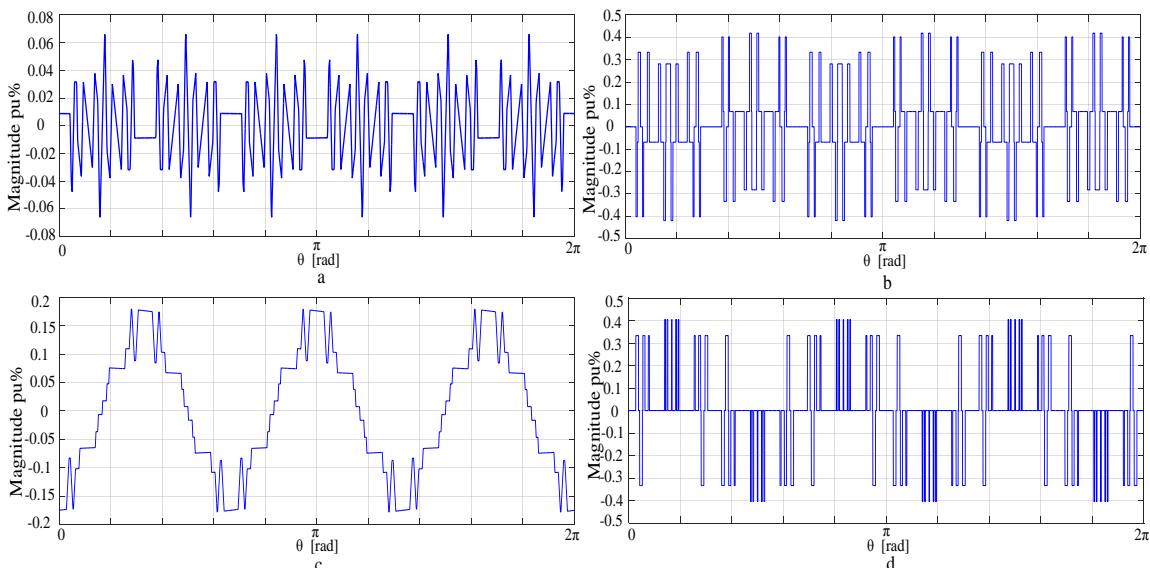 0.08
0.06
0.04
0.02
0
-0.02
-0.04
-0.06
-0.08
Magnitude pu%
0 π 2π
θ [rad]
a
0.5
0.4
0.3
0.2
0.1
0
-0.1
-0.2
-0.3
-0.4
-0.5
Magnitude pu%
0 π 2π
θ [rad]
b
0.2
0.15
0.1
0.05
0
-0.05
-0.1
-0.15
-0.2
Magnitude pu%
0 π 2π
θ [rad]
c
0.5
0.4
0.3
0.2
0.1
0
-0.1
-0.2
-0.3
-0.4
-0.5
Magnitude pu%
0 π 2π
θ [rad]
d